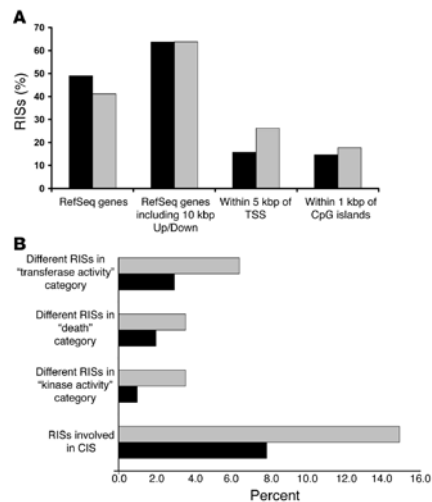 A
RISs (%)
70
60
50
40
30
20
10
0
RefSeq genes
RefSeq genes
including 10 kbp
Up/Down
Within 5 kbp of
TSS
Within 1 kbp of
CpG islands
B
Different RISs in
"transferase activity"
category
Different RISs in
"death"
category
Different RISs in
"kinase activity"
category
RISs involved
in CIS
0.0 2.0 4.0 6.0 8.0 10.0 12.0 14.0 16.0
Percent